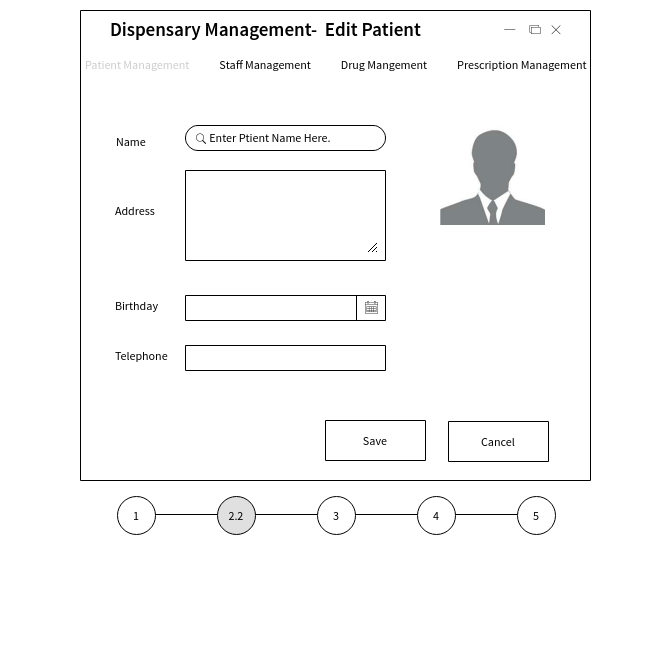 Dispensary Management-  Edit Patient
Patient Management Staff Management Drug Mangement Prescription Management
Name
Enter Ptient Name Here.
Address
Birthday
Telephone
Save Cancel
1 2.2 3 4 5